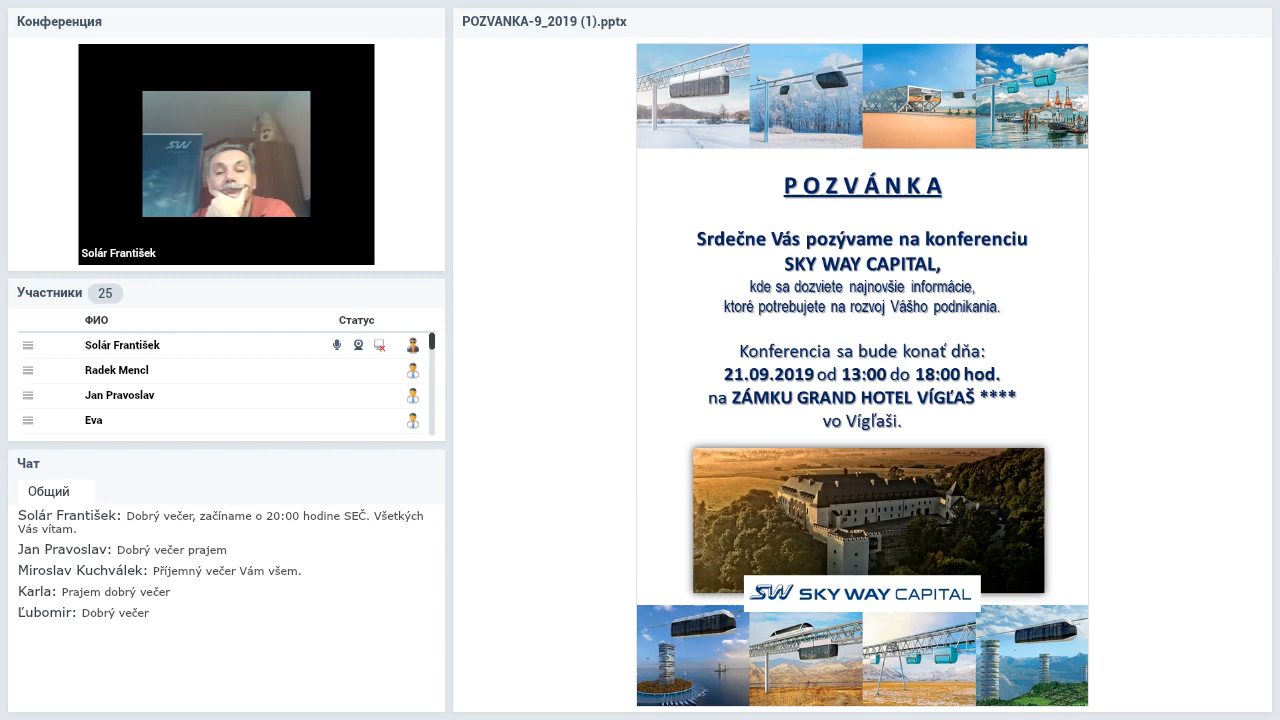 Конференция
SW
Solár František
Участники 25
ФИО Статус
Solár František
Radek Mencl
Jan Pravoslav
Eva
Чат
Общий
Solár František: Dobrý večer, začíname o 20:00 hodine SEČ. Všetkých
Vás vítam.
Jan Pravoslav: Dobrý večer prajem
Miroslav Kuchválek: Příjemný večer Vám všem.
Karla: Prajem dobrý večer
Ľubomir: Dobrý večer
POZVANKA-9_2019 (1).pptx
P O Z V Á N K A
Srdečne Vás pozývame na konferenciu
SKY WAY CAPITAL,
kde sa dozviete najnovšie informácie,
ktoré potrebujete na rozvoj Vášho podnikania.
Konferencia sa bude konať dňa:
21.09.2019 od 13:00 do 18:00 hod.
na ZÁMKU GRAND HOTEL VÍGĽAŠ ****
vo Vígľaši.
SW SKY WAY CAPITAL